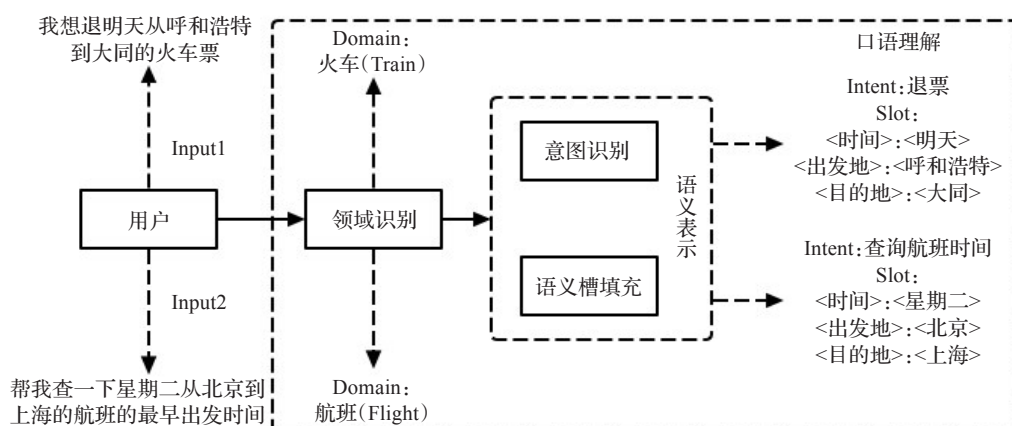 我想退明天从呼和浩特
到大同的火车票
Input1
用户
Input2
帮我查一下星期二从北京到
上海的航班的最早出发时间
Domain：
火车(Train)
领域识别
Domain：
航班(Flight)
意图识别
语义槽填充
语义表示
口语理解
Intent:退票
Slot:
<时间>:<明天>
<出发地>:<呼和浩特>
<目的地>:<大同>
Intent:查询航班时间
Slot:
<时间>:<星期二>
<出发地>:<北京>
<目的地>:<上海>